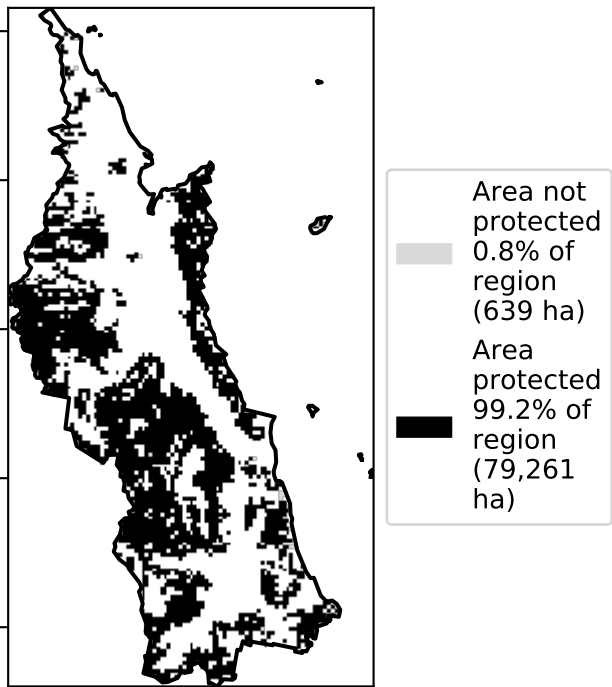 Area not
protected
0.8% of
region
(639 ha)
Area
protected
99.2% of
region
(79,261
ha)